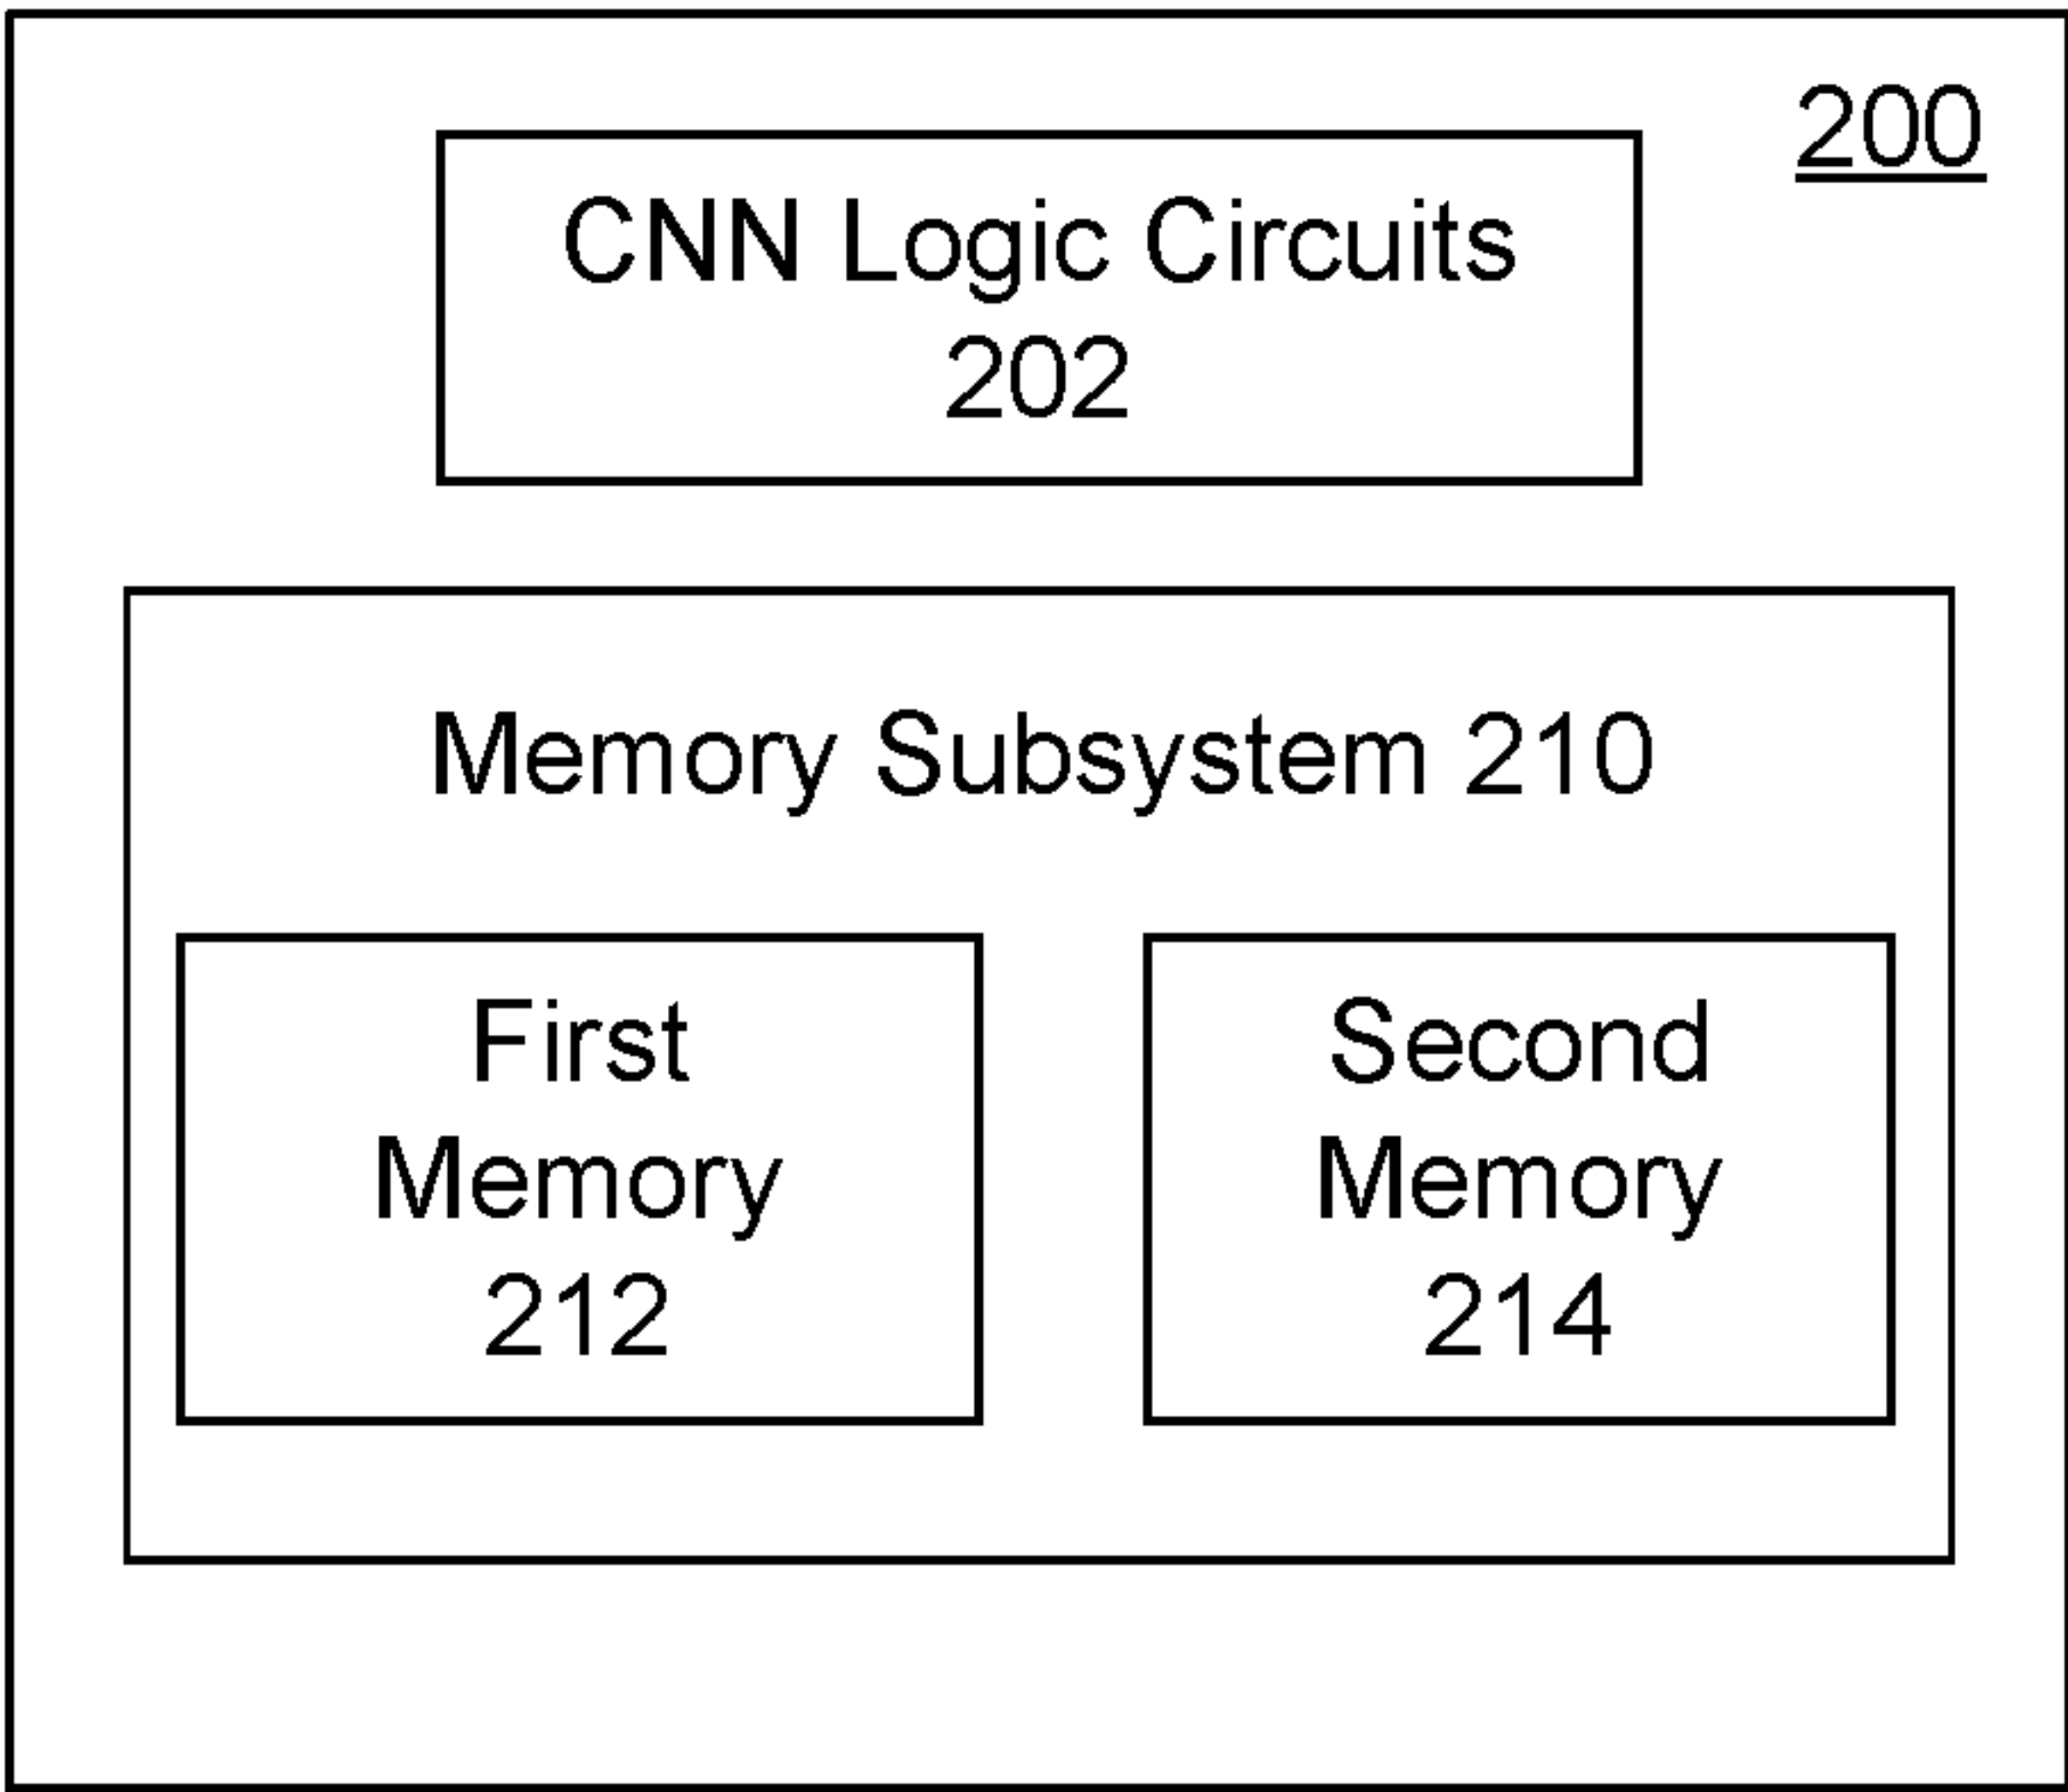 200
CNN Logic Circuits
202
Memory Subsystem 210
First
Memory
212
Second
Memory
214